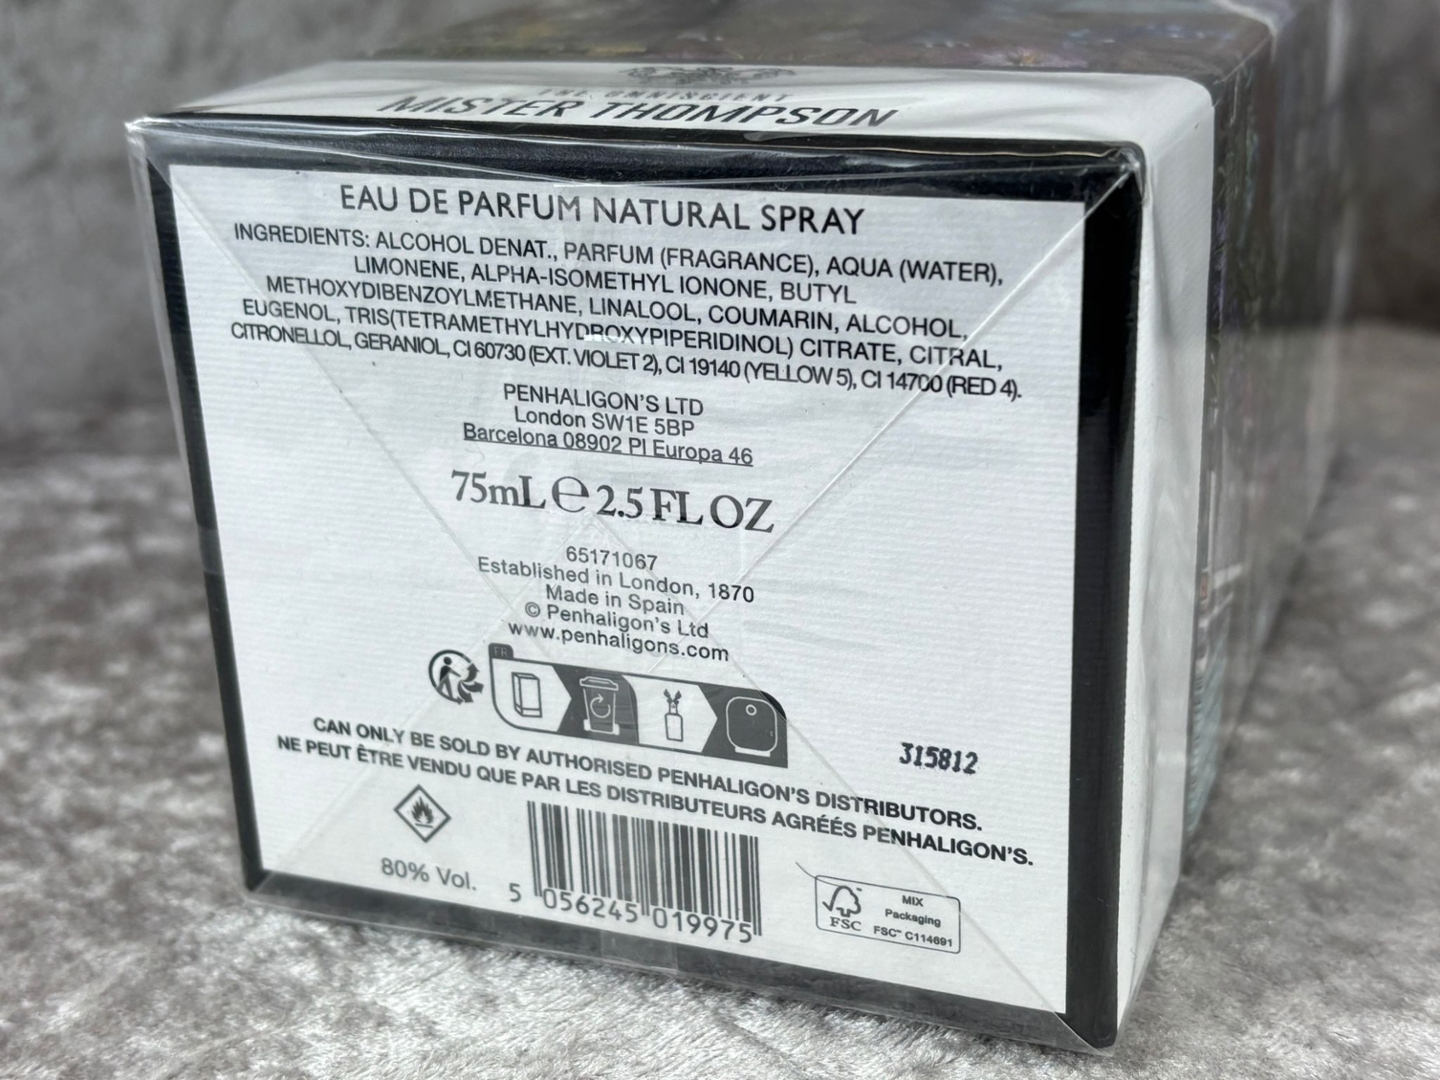 THE OMNISCIENT
MISTER THOMPSON
EAU DE PARFUM NATURAL SPRAY
INGREDIENTS: ALCOHOL DENAT., PARFUM (FRAGRANCE), AQUA (WATER),
LIMONENE, ALPHA-ISOMETHYL IONONE, BUTYL
METHOXYDIBENZOYLMETHANE, LINALOOL, COUMARIN, ALCOHOL,
EUGENOL, TRIS(TETRAMETHYLHYDROXYPIPERIDINOL) CITRATE, CITRAL,
CITRONELLOL, GERANIOL, CI 60730 (EXT. VIOLET 2), CI 19140 (YELLOW 5), CI 14700 (RED 4).
PENHALIGON'S LTD
London SW1E 5BP
Barcelona 08902 Pl Europa 46
75mL ℮ 2.5 FL OZ
65171067
Established in London, 1870
Made in Spain
© Penhaligon's Ltd
www.penhaligons.com
FR
315812
CAN ONLY BE SOLD BY AUTHORISED PENHALIGON'S DISTRIBUTORS.
NE PEUT ÊTRE VENDU QUE PAR LES DISTRIBUTEURS AGRÉÉS PENHALIGON'S.
80% Vol.
5 056245 019975
FSC
MIX
Packaging
FSC™ C114691